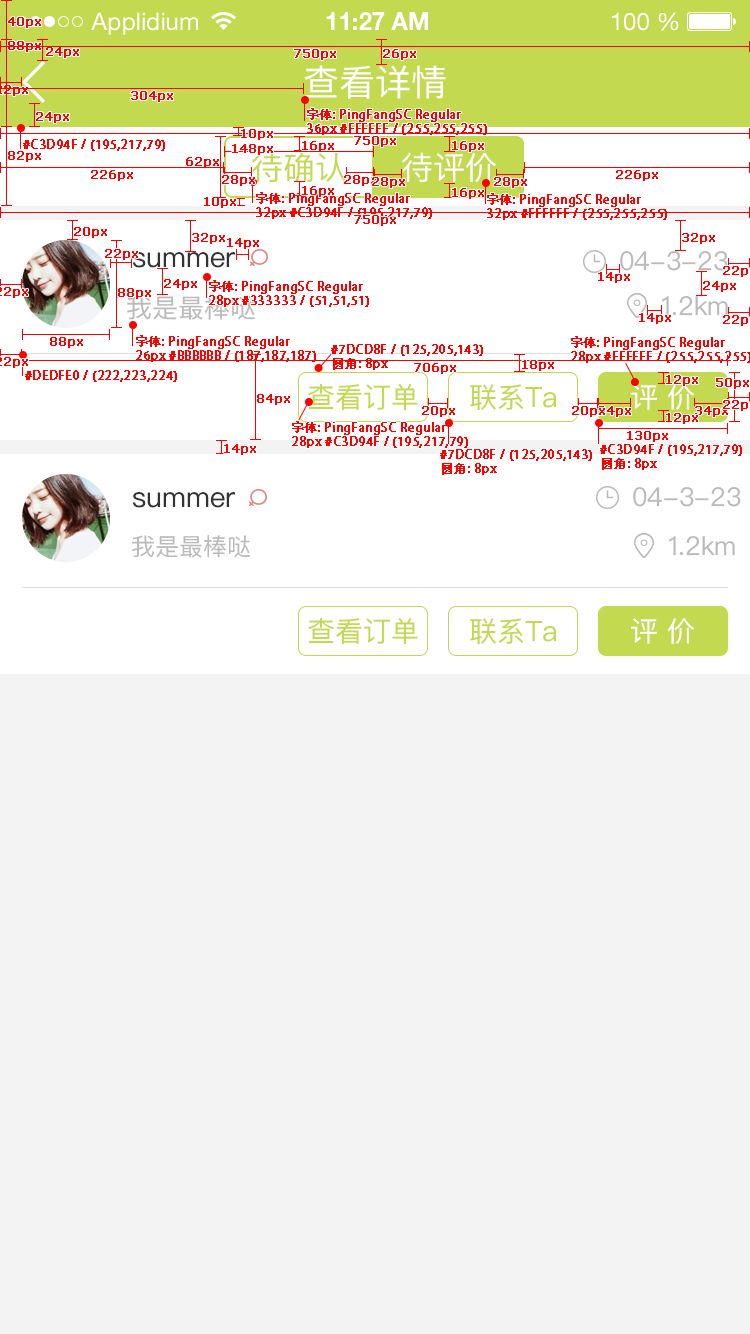 40px Applidium 11:27 AM 100 %
88px 24px 750px 26px
查看详情
304px
24px 字体: PingFangSC Regular
36px #FFFFFF / (255,255,255)
10px
#C3D94F / (195,217,79) 750px
82px 62px 148px 16px 16px
待确认 待评价
226px 28px 28px 28px 28px 226px
16px 16px
10px 字体: PingFangSC Regular 字体: PingFangSC Regular
32px #C3D94F / (195,217,79) 32px #FFFFFF / (255,255,255)
750px
20px 32px 14px 32px
22px summer 04-3-23
22px 88px 24px 14px 24px 22px
字体: PingFangSC Regular
28px #333333 / (51,51,51)
我是最棒哒 14px 1.2km 22px
88px 字体: PingFangSC Regular 字体: PingFangSC Regular
26px #BBBBBB / (187,187,187) #7DCD8F / (125,205,143) 28px #FFFFFF / (255,255,255)
22px 圆角: 8px 706px 18px
#DEDFE0 / (222,223,224)
84px 查看订单 联系Ta 评 价 12px 50px
20px 20px 34px 22px
12px
字体: PingFangSC Regular 130px
28px #C3D94F / (195,217,79)
14px #7DCD8F / (125,205,143) #C3D94F / (195,217,79)
圆角: 8px 圆角: 8px
summer 04-3-23
我是最棒哒 1.2km
查看订单 联系Ta 评 价